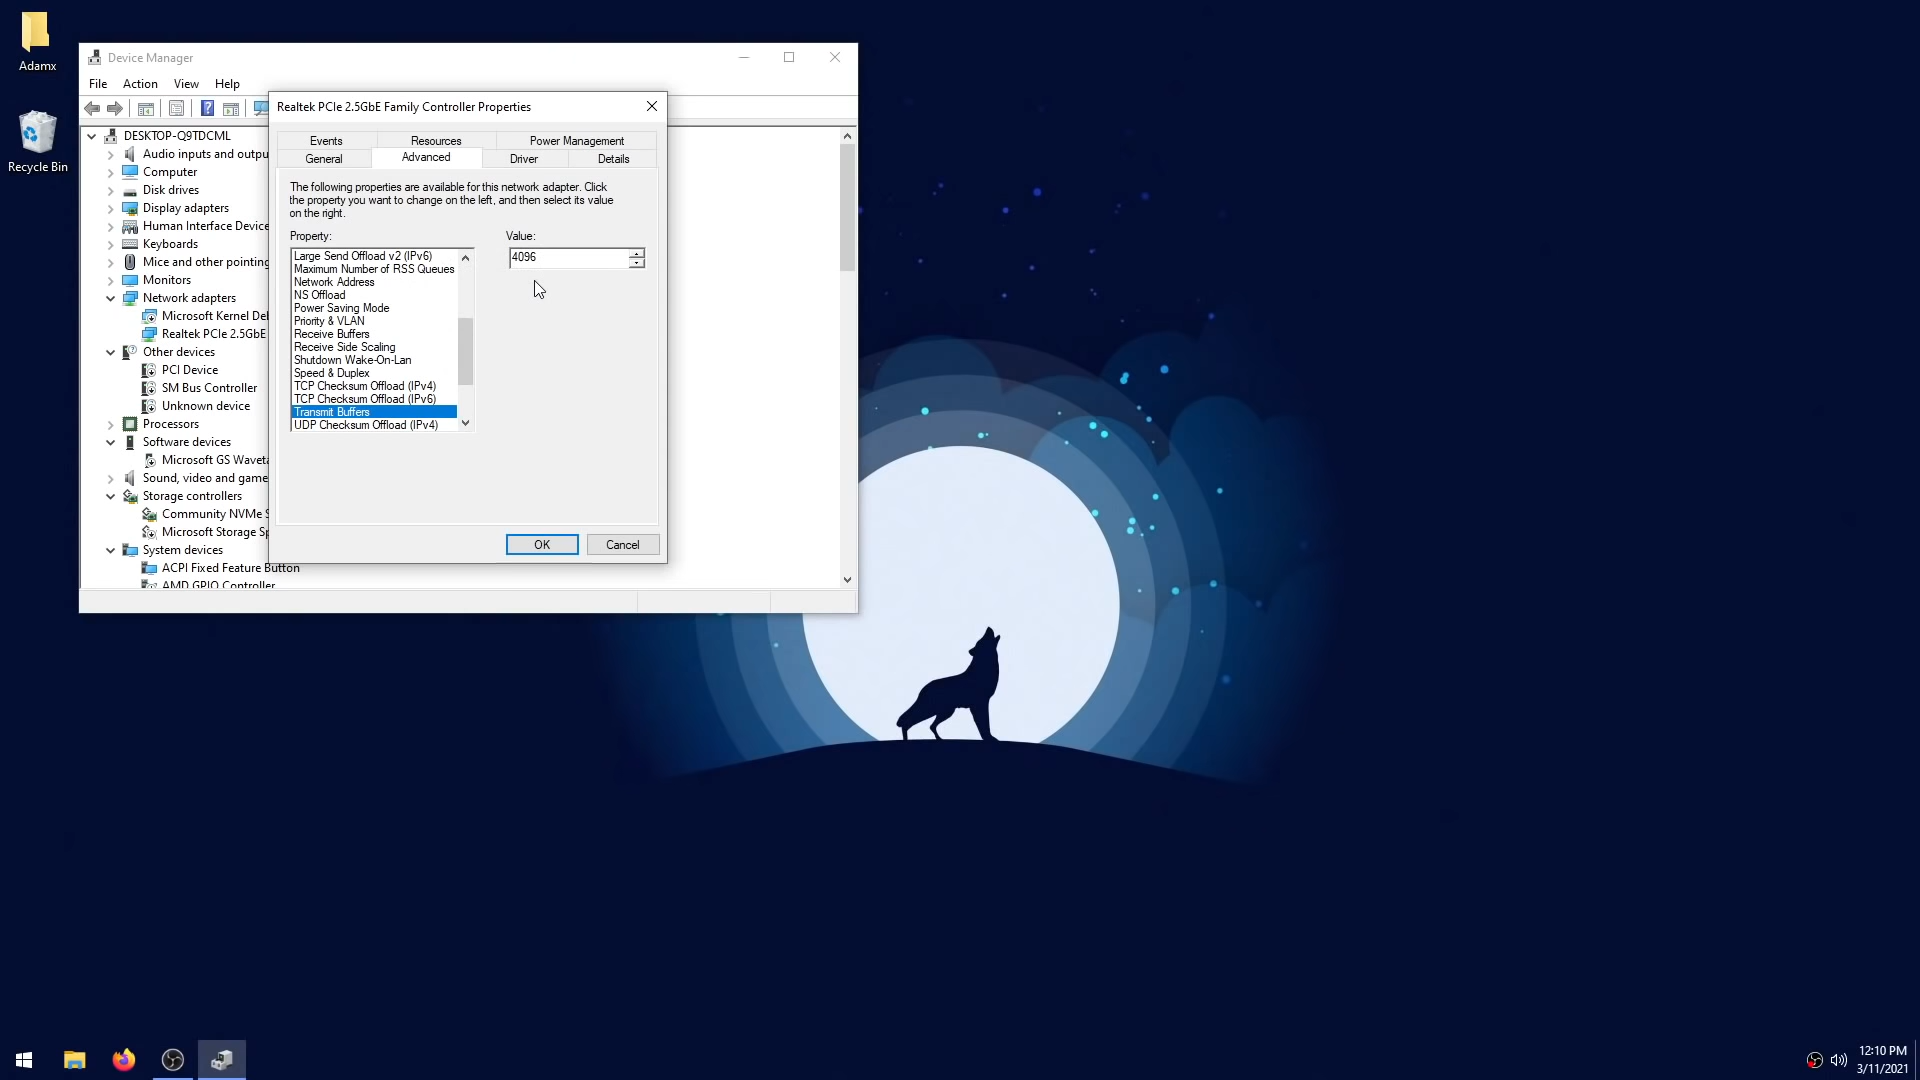 Adamx
Recycle Bin
Device Manager
File Action View Help
DESKTOP-Q9TDCML
Audio inputs and outpu
Computer
Disk drives
Display adapters
Human Interface Device
Keyboards
Mice and other pointing
Monitors
Network adapters
Microsoft Kernel Del
Realtek PCIe 2.5GbE
Other devices
PCI Device
SM Bus Controller
Unknown device
Processors
Software devices
Microsoft GS Waveta
Sound, video and game
Storage controllers
Community NVMe S
Microsoft Storage Sp
System devices
ACPI Fixed Feature Button
AMD GPIO Controller
Realtek PCIe 2.5GbE Family Controller Properties
Events Resources Power Management
General Advanced Driver Details
The following properties are available for this network adapter. Click
the property you want to change on the left, and then select its value
on the right.
Property: Value:
4096
Large Send Offload v2 (IPv6)
Maximum Number of RSS Queues
Network Address
NS Offload
Power Saving Mode
Priority & VLAN
Receive Buffers
Receive Side Scaling
Shutdown Wake-On-Lan
Speed & Duplex
TCP Checksum Offload (IPv4)
TCP Checksum Offload (IPv6)
Transmit Buffers
UDP Checksum Offload (IPv4)
OK Cancel
12:10 PM
3/11/2021